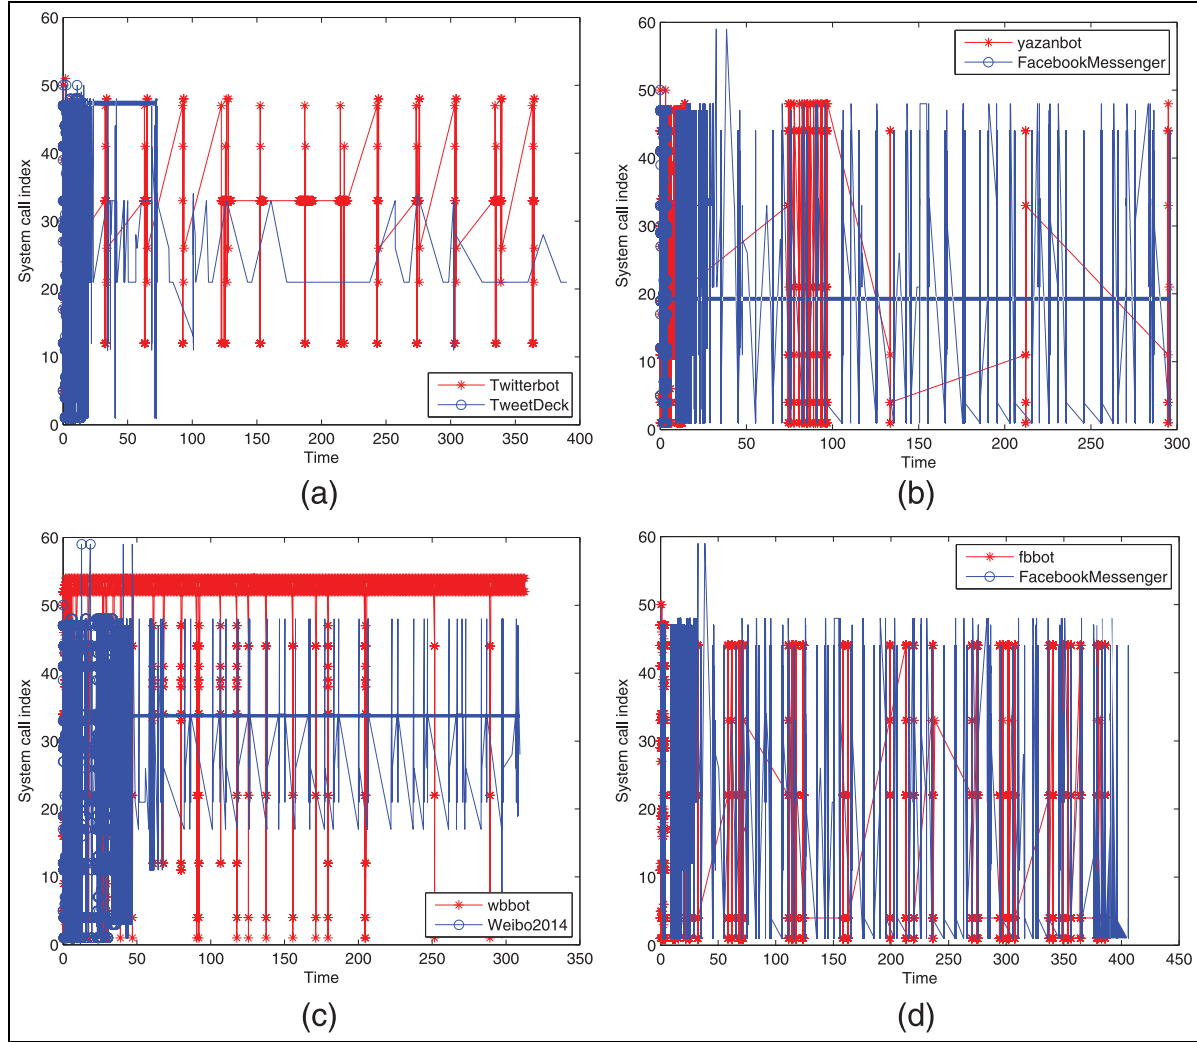 60
50
40
30
20
10
0
System call index
0 50 100 150 200 250 300 350 400
Time
Twitterbot
TweetDeck
(a)
60
50
40
30
20
10
0
System call index
0 50 100 150 200 250 300
Time
yazanbot
FacebookMessenger
(b)
60
50
40
30
20
10
0
System call index
0 50 100 150 200 250 300 350
Time
wbbot
Weibo2014
(c)
60
50
40
30
20
10
0
System call index
0 50 100 150 200 250 300 350 400 450
Time
fbbot
FacebookMessenger
(d)